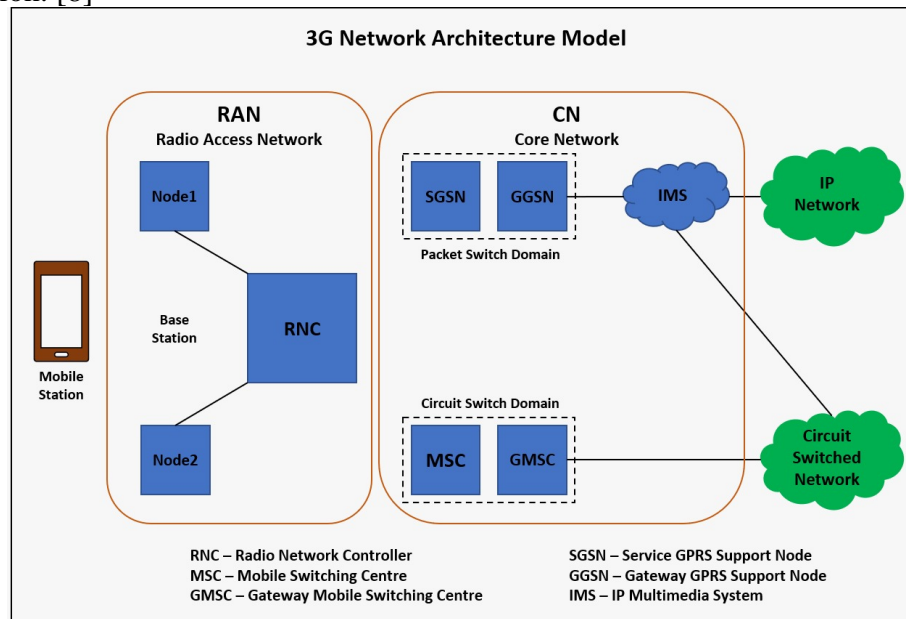 [8]
3G Network Architecture Model
RAN
Radio Access Network
Node1
RNC
Base
Station
Node2
Mobile
Station
CN
Core Network
SGSN
GGSN
Packet Switch Domain
IMS
IP
Network
Circuit Switch Domain
MSC
GMSC
Circuit
Switched
Network
RNC – Radio Network Controller
MSC – Mobile Switching Centre
GMSC – Gateway Mobile Switching Centre
SGSN – Service GPRS Support Node
GGSN – Gateway GPRS Support Node
IMS – IP Multimedia System